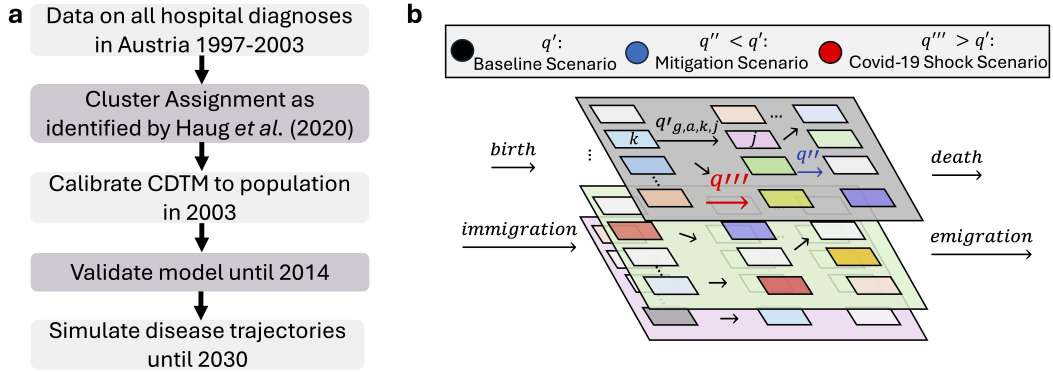 a
Data on all hospital diagnoses
in Austria 1997-2003
Cluster Assignment as
identified by Haug et al. (2020)
Calibrate CDTM to population
in 2003
Validate model until 2014
Simulate disease trajectories
until 2030
b
q′:
Baseline Scenario
q′′ < q′:
Mitigation Scenario
q′′′ > q′:
Covid-19 Shock Scenario
birth
immigration
k
q′g,a,k,j
j
...
q′′
q′′′
death
emigration